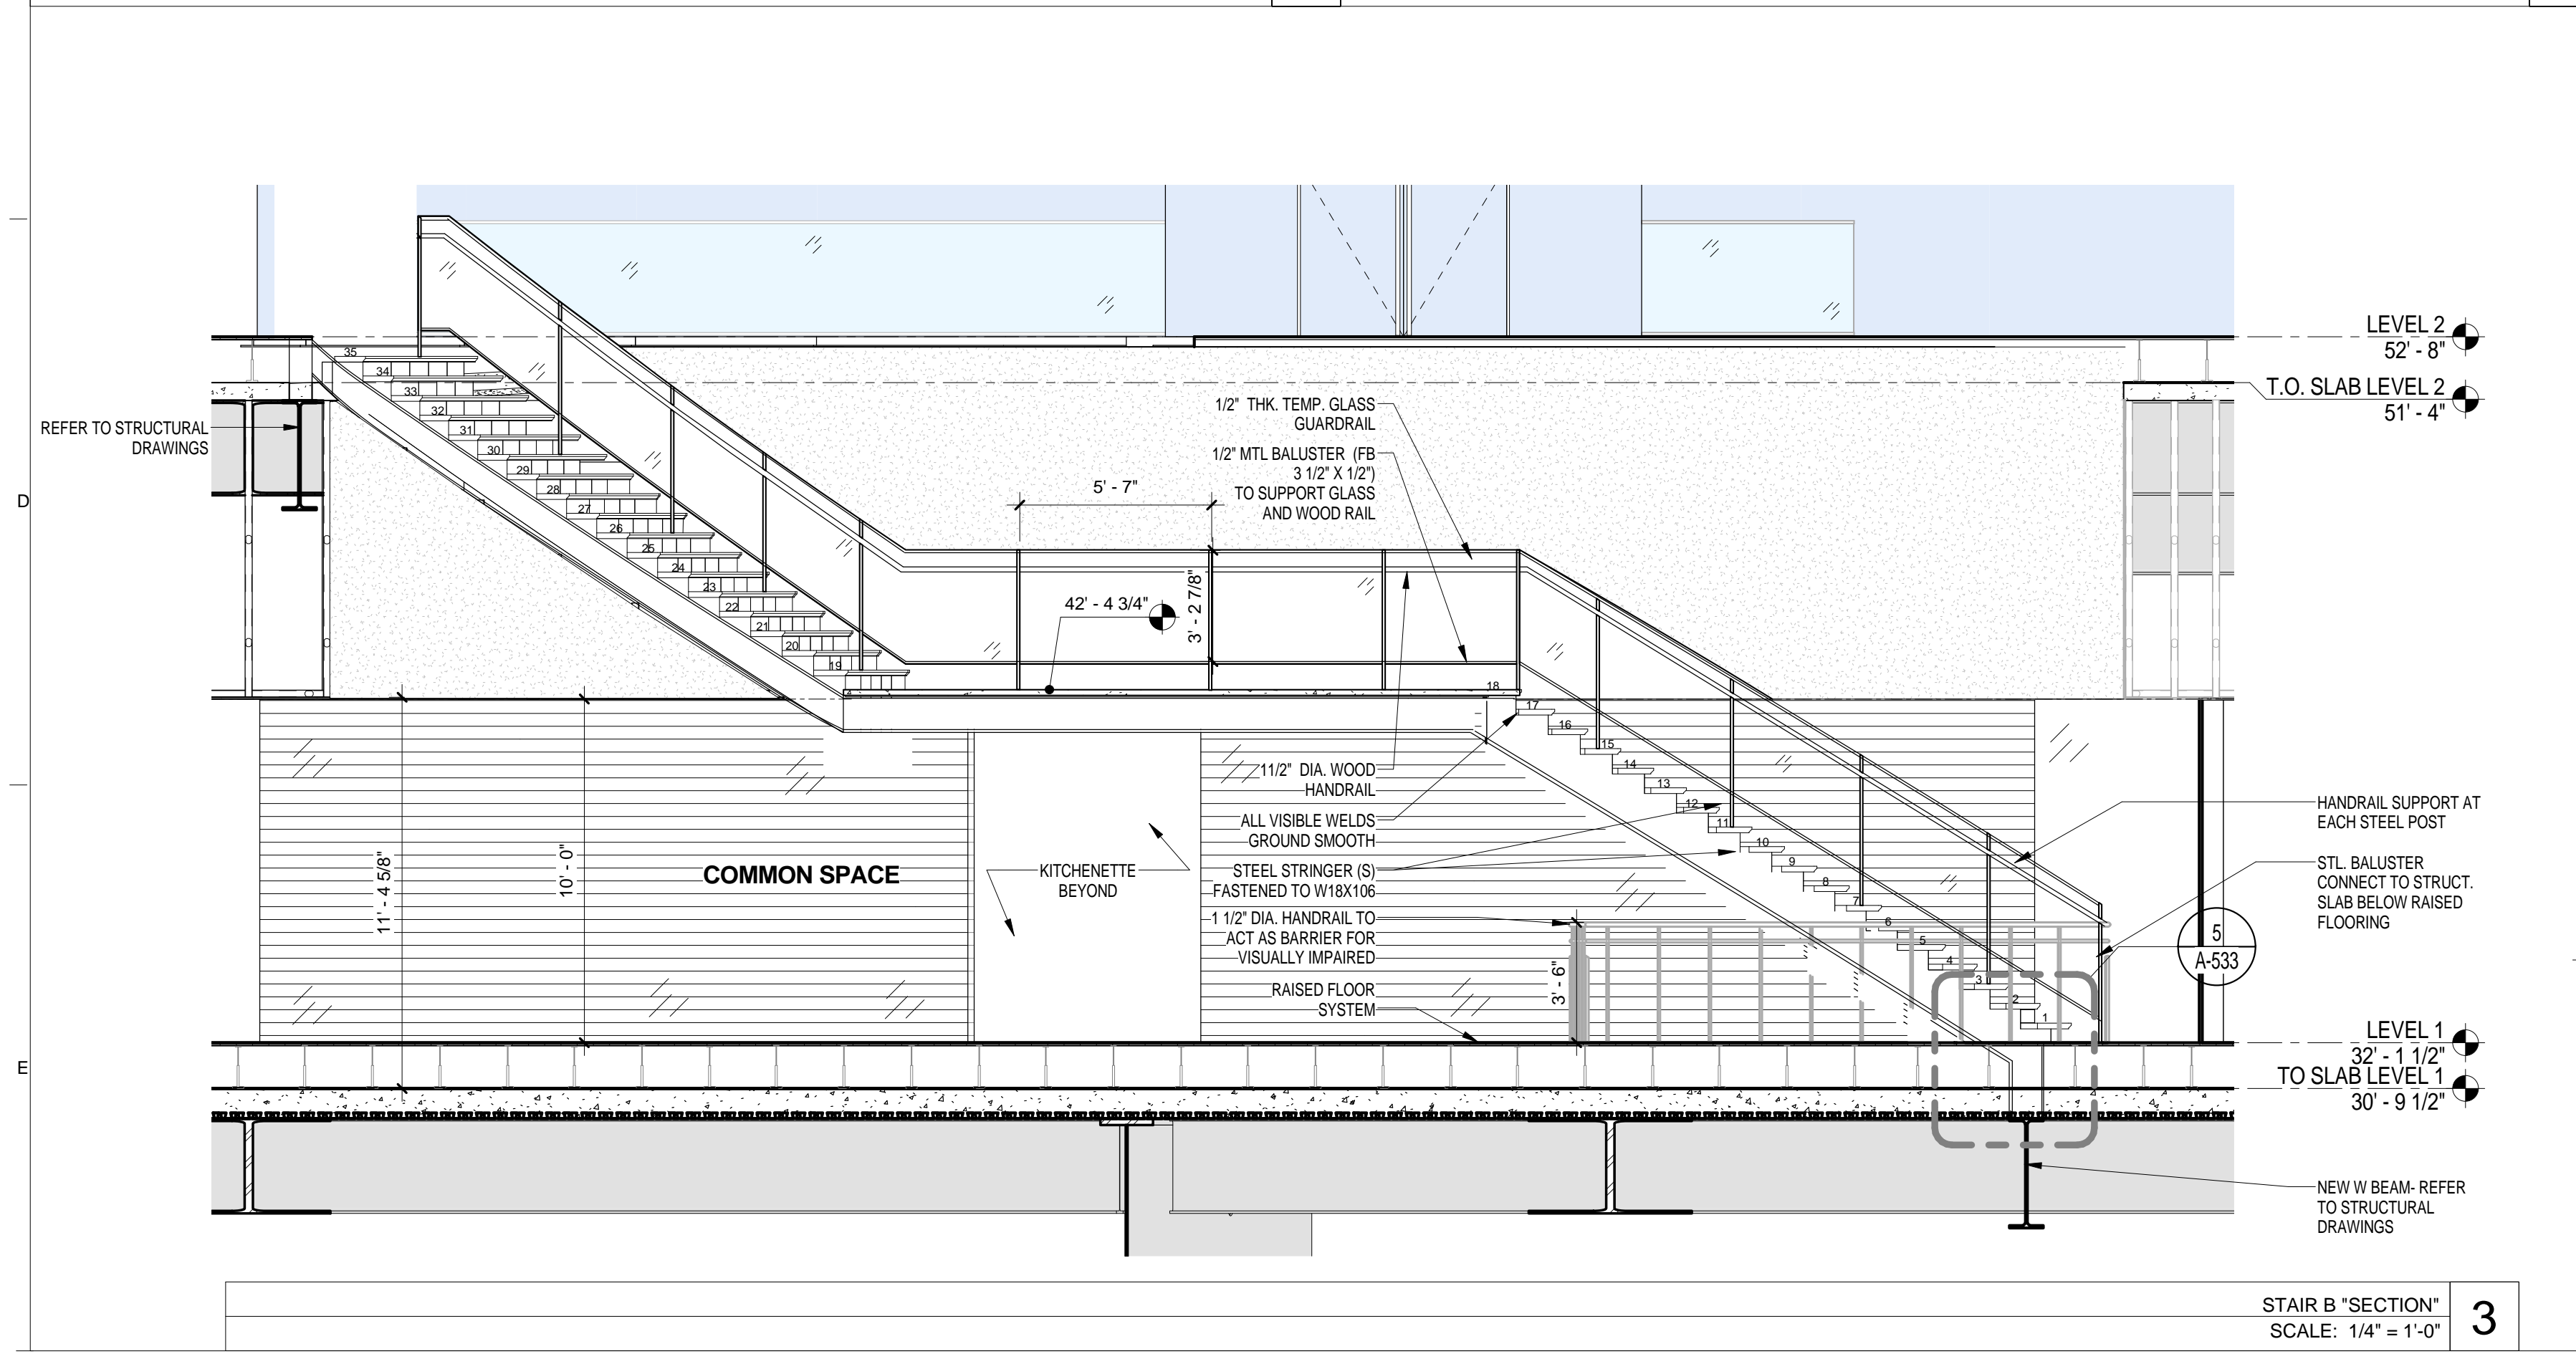 LEVEL 2
52' - 8"
T.O. SLAB LEVEL 2
51' - 4"
REFER TO STRUCTURAL
DRAWINGS
35
34
33
32
31
30
29
28
27
26
25
24
23
22
21
20
19
1/2"  THK. TEMP. GLASS
GUARDRAIL
1/2" MTL BALUSTER  (FB
3 1/2" X 1/2")
TO SUPPORT GLASS
AND WOOD RAIL
D
5' - 7"
42' - 4 3/4"
3' - 2 7/8"
18
17
16
15
14
13
12
11
10
9
8
7
6
5
4
3
2
1
11/2"  DIA. WOOD
HANDRAIL
ALL VISIBLE WELDS
GROUND SMOOTH
STEEL STRINGER (S)
FASTENED TO W18X106
1 1/2" DIA. HANDRAIL TO
ACT AS BARRIER FOR
VISUALLY IMPAIRED
RAISED FLOOR
SYSTEM
3' - 6"
11' - 4 5/8"
10' - 0"
COMMON SPACE
KITCHENETTE
BEYOND
HANDRAIL SUPPORT AT
EACH STEEL POST
STL. BALUSTER
CONNECT TO STRUCT.
SLAB BELOW RAISED
FLOORING
5
A-533
LEVEL 1
32' - 1 1/2"
TO SLAB LEVEL 1
30' - 9 1/2"
E
NEW W BEAM- REFER
TO STRUCTURAL
DRAWINGS
STAIR B "SECTION"
SCALE:  1/4" = 1'-0"
3